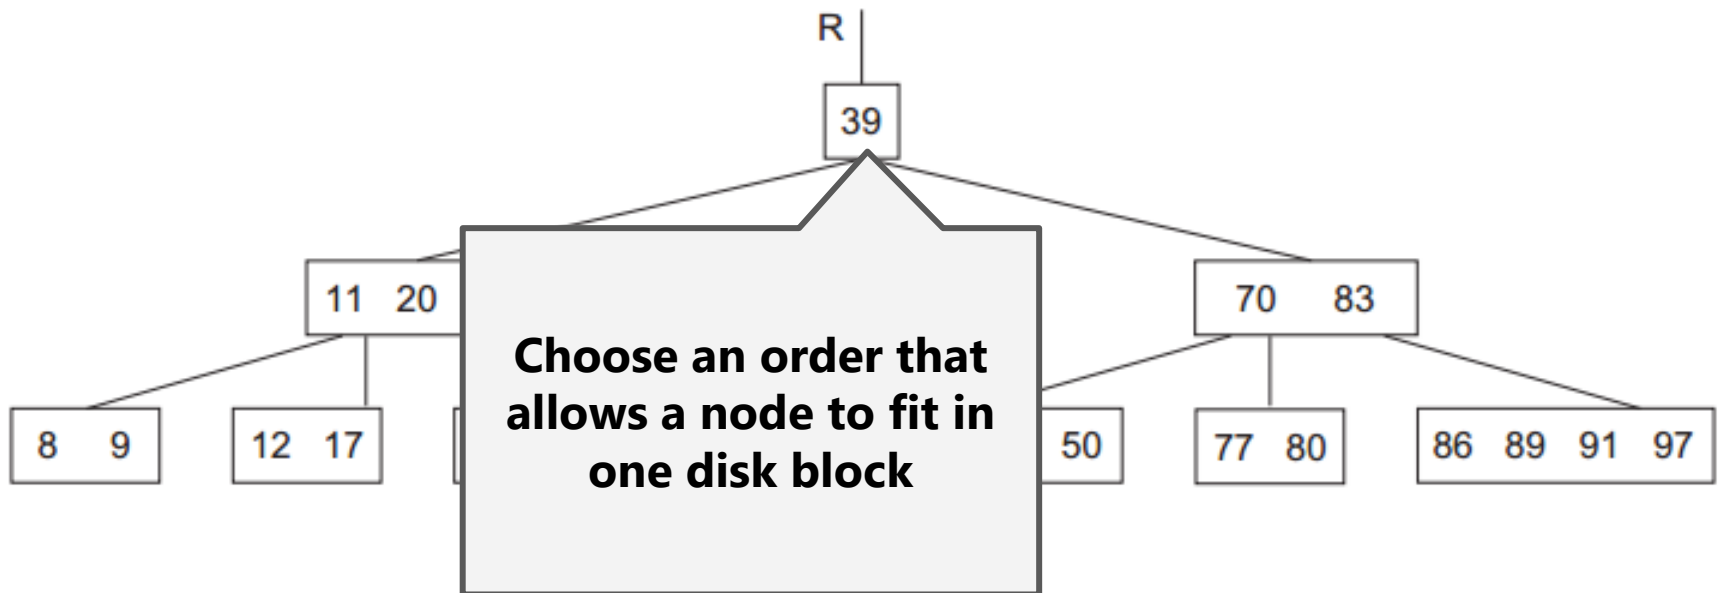 R
39
11 20
70 83
Choose an order that
allows a node to fit in
one disk block
8 9
12 17
50
77 80
86 89 91 97